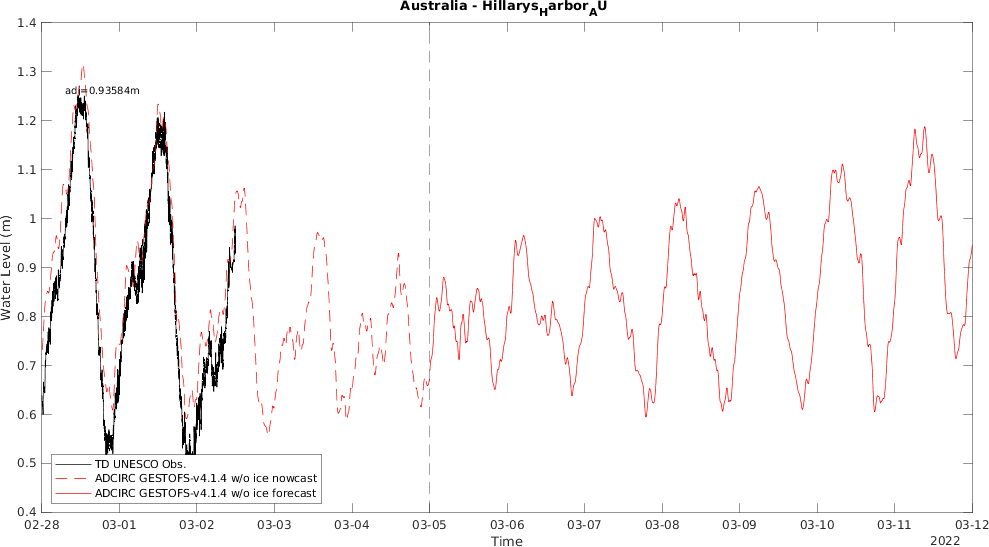 Australia - HillarysHarborAU
1.4
1.3
adj=0.93584m
1.2
1.1
1
0.9
0.8
0.7
0.6
0.5
0.4
Water Level (m)
TD UNESCO Obs.
ADCIRC GESTOFS-v4.1.4 w/o ice nowcast
ADCIRC GESTOFS-v4.1.4 w/o ice forecast
02-28 03-01 03-02 03-03 03-04 03-05 03-06 03-07 03-08 03-09 03-10 03-11 03-12
Time
2022